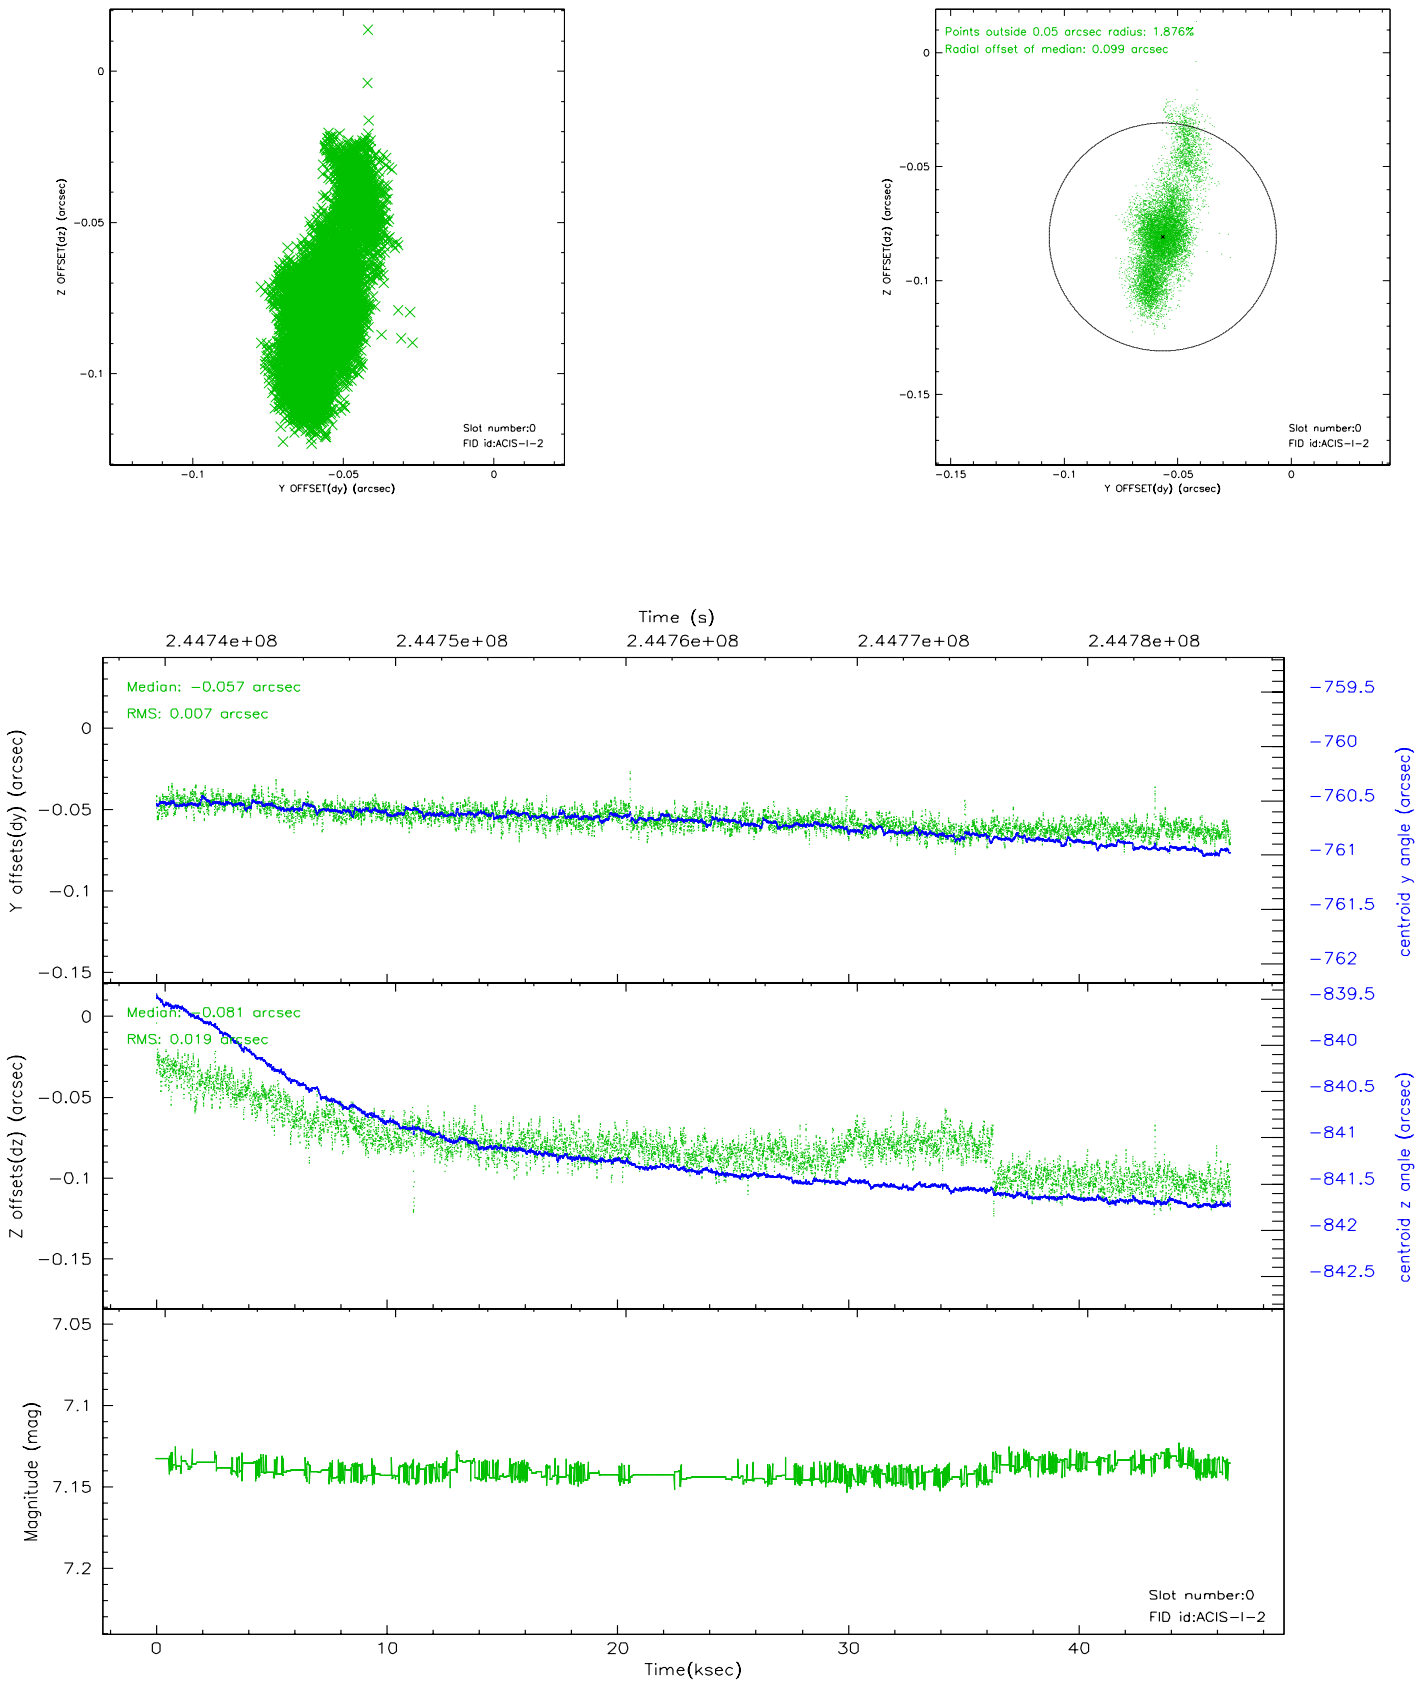 0
−0.05
−0.1
Z OFFSET(dz) (arcsec)
Slot number:0
FID id:ACIS−I−2
−0.1
−0.05
0
Y OFFSET(dy) (arcsec)
Points outside 0.05 arcsec radius: 1.876%
Radial offset of median: 0.099 arcsec
0
−0.05
−0.1
−0.15
Z OFFSET(dz) (arcsec)
Slot number:0
FID id:ACIS−I−2
−0.15
−0.1
−0.05
0
Y OFFSET(dy) (arcsec)
Time (s)
2.4474e+08
2.4475e+08
2.4476e+08
2.4477e+08
2.4478e+08
Median: −0.057 arcsec
RMS: 0.007 arcsec
0
−0.05
−0.1
−0.15
Y offsets(dy) (arcsec)
−759.5
−760
−760.5
−761
−761.5
−762
centroid y angle (arcsec)
Median: −0.081 arcsec
RMS: 0.019 arcsec
0
−0.05
−0.1
−0.15
Z offsets(dz) (arcsec)
−839.5
−840
−840.5
−841
−841.5
−842
−842.5
centroid z angle (arcsec)
7.05
7.1
7.15
7.2
Magnitude (mag)
Slot number:0
FID id:ACIS−I−2
0
10
20
30
40
Time(ksec)